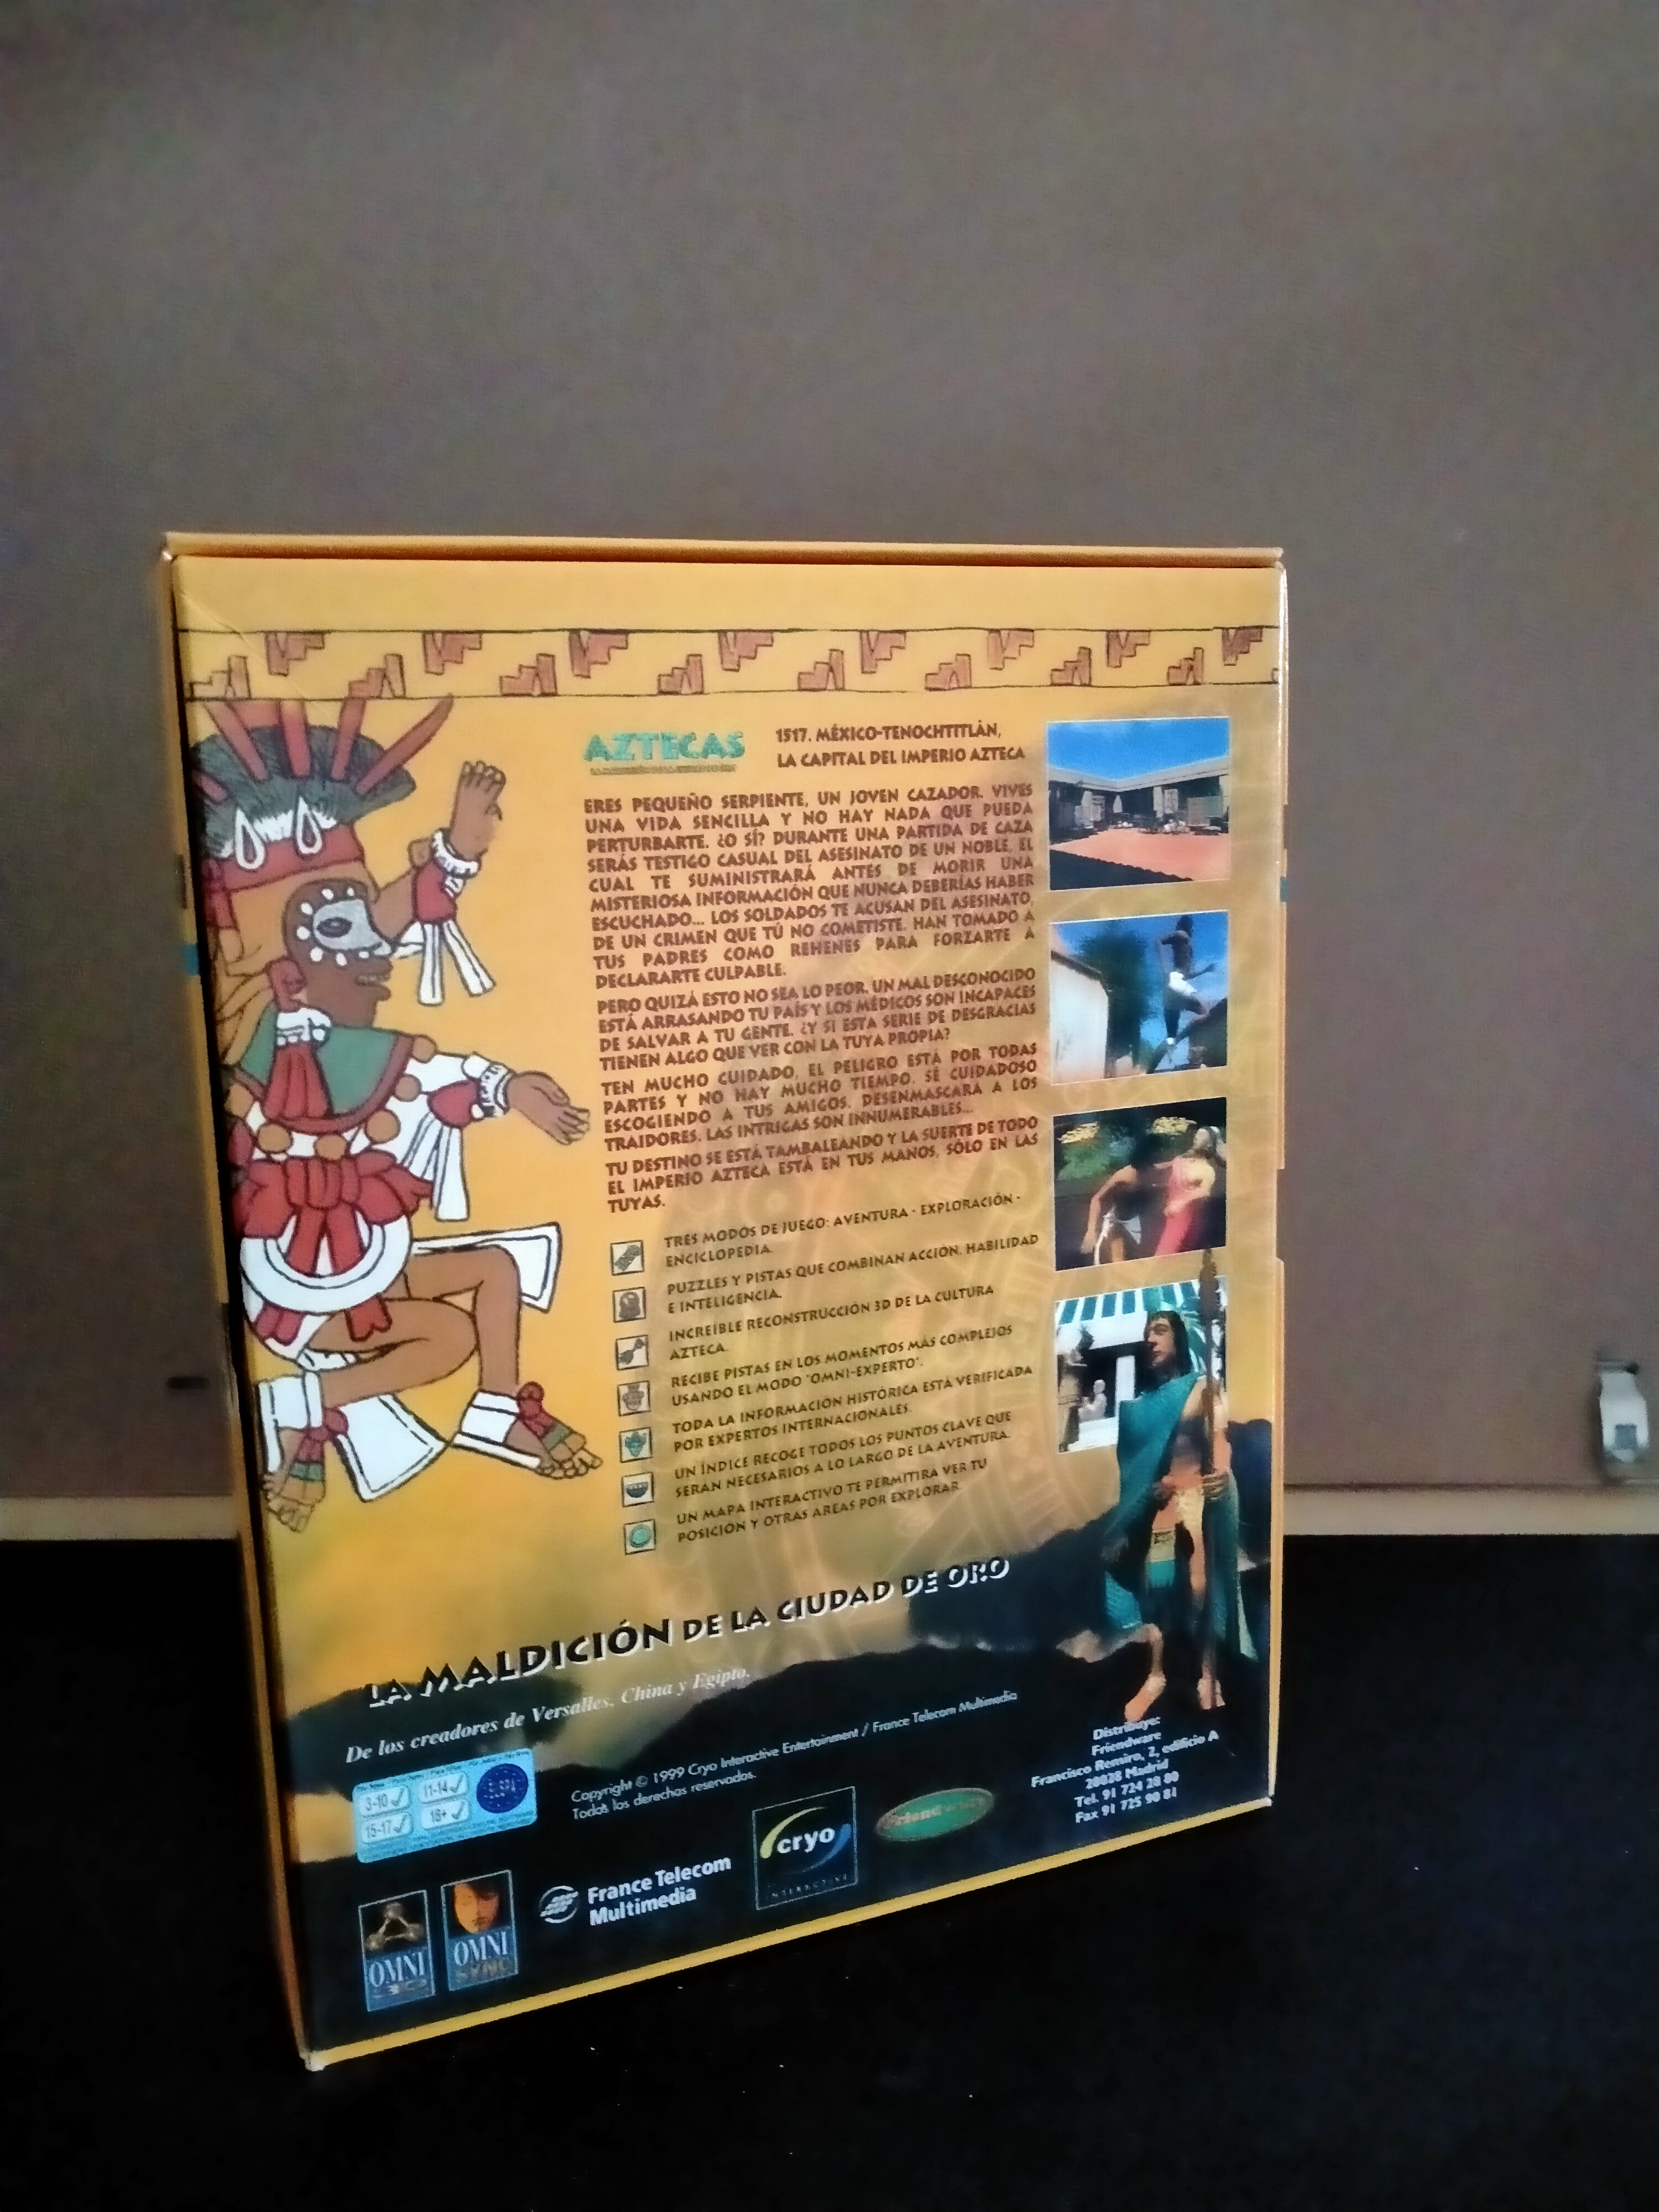 AZTECAS
1517. MÉXICO-TENOCHTITLÁN,
LA CAPITAL DEL IMPERIO AZTECA
ERES PEQUEÑO SERPIENTE, UN JOVEN CAZADOR. VIVES
UNA VIDA SENCILLA Y NO HAY NADA QUE PUEDA
PERTURBARTE. ¿O SÍ? DURANTE UNA PARTIDA DE CAZA
SERÁS TESTIGO CASUAL DEL ASESINATO DE UN NOBLE, EL
CUAL TE SUMINISTRARÁ ANTES DE MORIR UNA
MISTERIOSA INFORMACIÓN QUE NUNCA DEBERÍAS HABER
ESCUCHADO... LOS SOLDADOS TE ACUSAN DEL ASESINATO,
DE UN CRIMEN QUE TÚ NO COMETISTE. HAN TOMADO A
TUS PADRES COMO REHENES PARA FORZARTE A
DECLARARTE CULPABLE.
PERO QUIZÁ ESTO NO SEA LO PEOR. UN MAL DESCONOCIDO
ESTÁ ARRASANDO TU PAÍS Y LOS MÉDICOS SON INCAPACES
DE SALVAR A TU GENTE. ¿Y SI ESTA SERIE DE DESGRACIAS
TIENEN ALGO QUE VER CON LA TUYA PROPIA?
TEN MUCHO CUIDADO, EL PELIGRO ESTÁ POR TODAS
PARTES Y NO HAY MUCHO TIEMPO. SÉ CUIDADOSO
ESCOGIENDO A TUS AMIGOS. DESENMASCARA A LOS
TRAIDORES. LAS INTRIGAS SON INNUMERABLES...
TU DESTINO SE ESTÁ TAMBALEANDO Y LA SUERTE DE TODO
EL IMPERIO AZTECA ESTÁ EN TUS MANOS, SÓLO EN LAS
TUYAS.
TRES MODOS DE JUEGO: AVENTURA - EXPLORACIÓN -
ENCICLOPEDIA.
PUZZLES Y PISTAS QUE COMBINAN ACCIÓN, HABILIDAD
E INTELIGENCIA.
INCREÍBLE RECONSTRUCCIÓN 3D DE LA CULTURA
AZTECA.
RECIBE PISTAS EN LOS MOMENTOS MÁS COMPLEJOS
USANDO EL MODO "OMNI-EXPERTO".
TODA LA INFORMACIÓN HISTÓRICA ESTÁ VERIFICADA
POR EXPERTOS INTERNACIONALES.
UN ÍNDICE RECOGE TODOS LOS PUNTOS CLAVE QUE
SERAN NECESARIOS A LO LARGO DE LA AVENTURA.
UN MAPA INTERACTIVO TE PERMITIRA VER TU
POSICIÓN Y OTRAS AREAS POR EXPLORAR.
LA MALDICIÓN DE LA CIUDAD DE ORO
De los creadores de Versalles, China y Egipto.
3-10 11-14
15-17 18+
Copyright © 1999 Cryo Interactive Entertainment / France Telecom Multimedia
Todos los derechos reservados.
Distribuye:
Friendware
Francisco Remiro, 2, edificio A
28028 Madrid
Tel. 91 724 28 80
Fax 91 725 90 81
OMNI
3D
OMNI
SYNC
France Telecom
Multimedia
cryo
INTERACTIVE
Friendware